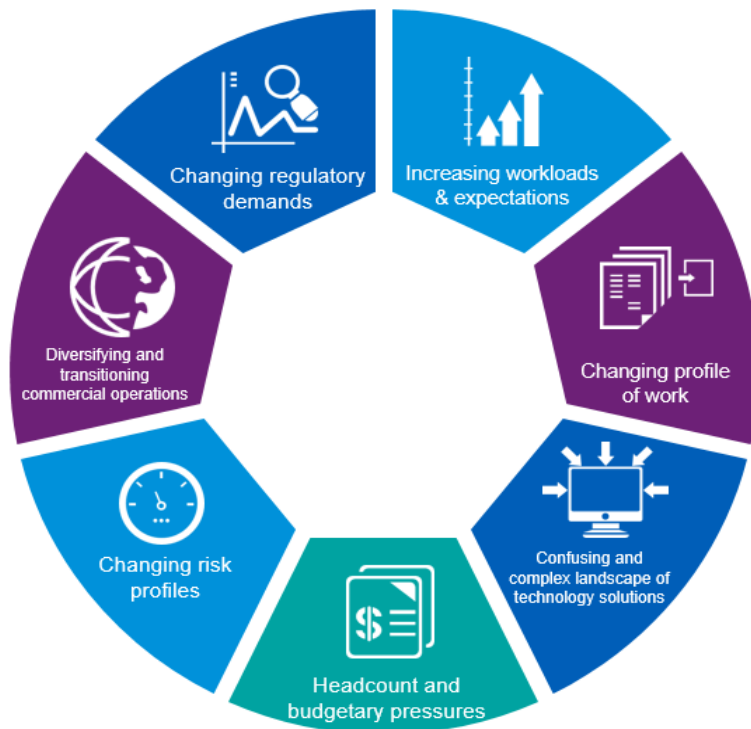 Changing regulatory
demands
Increasing workloads
& expectations
Changing profile
of work
Confusing and
complex landscape of
technology solutions
Headcount and
budgetary pressures
$
Changing risk
profiles
Diversifying and
transitioning
commercial operations